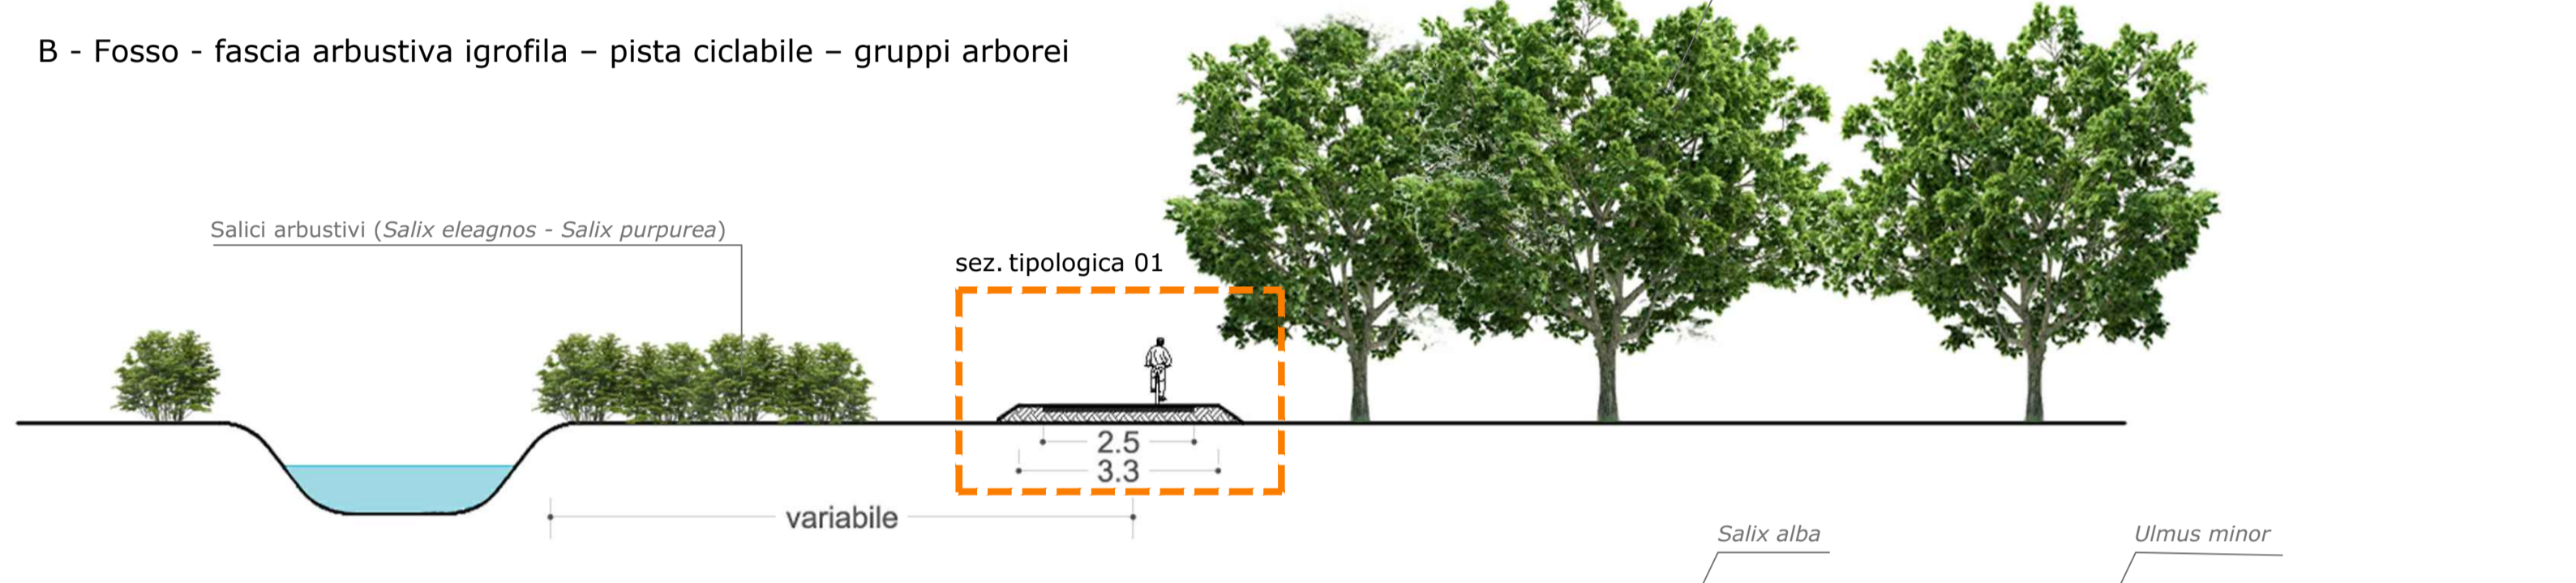 B - Fosso - fascia arbustiva igrofila – pista ciclabile – gruppi arborei
Salici arbustivi (Salix eleagnos - Salix purpurea)
sez. tipologica 01
2.5
3.3
variabile
Salix alba
Ulmus minor